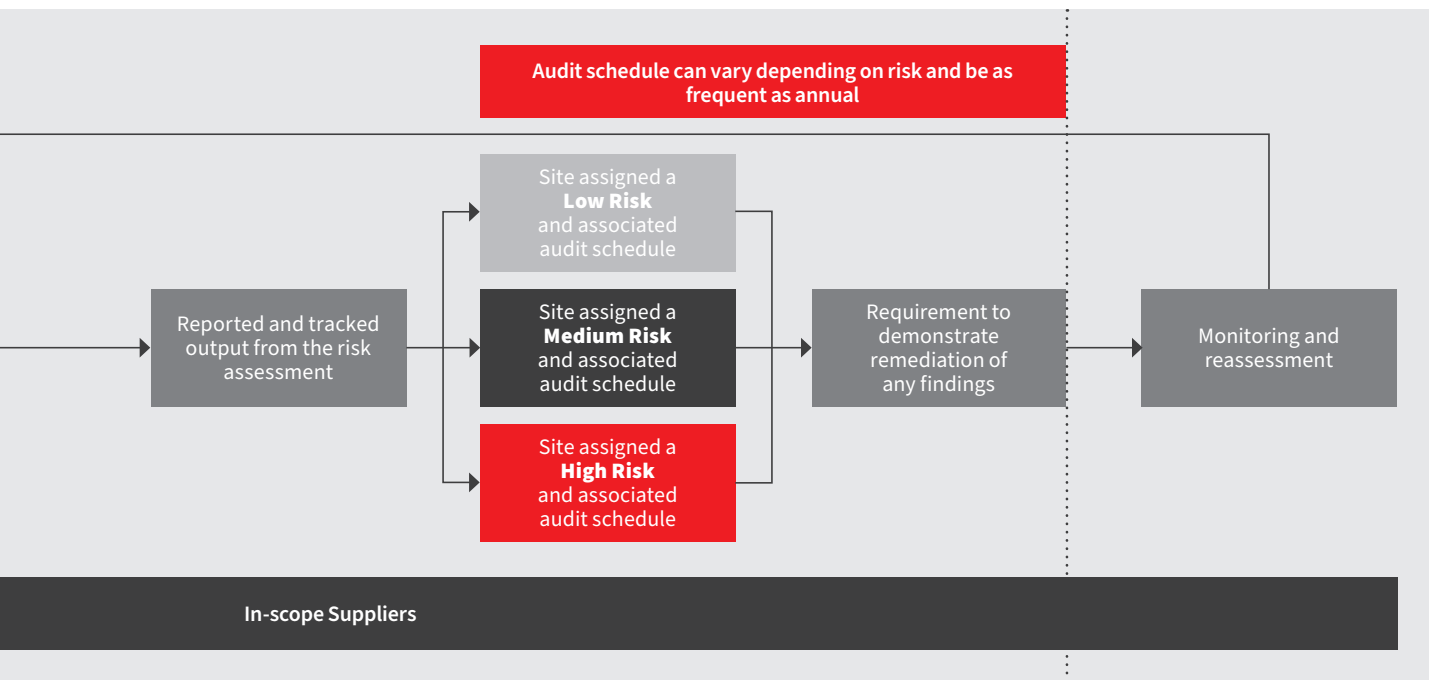 Audit schedule can vary depending on risk and be as
frequent as annual
Site assigned a
Low Risk
and associated
audit schedule
Reported and tracked
output from the risk
assessment
Site assigned a
Medium Risk
and associated
audit schedule
Requirement to
demonstrate
remediation of
any findings
Monitoring and
reassessment
Site assigned a
High Risk
and associated
audit schedule
In-scope Suppliers